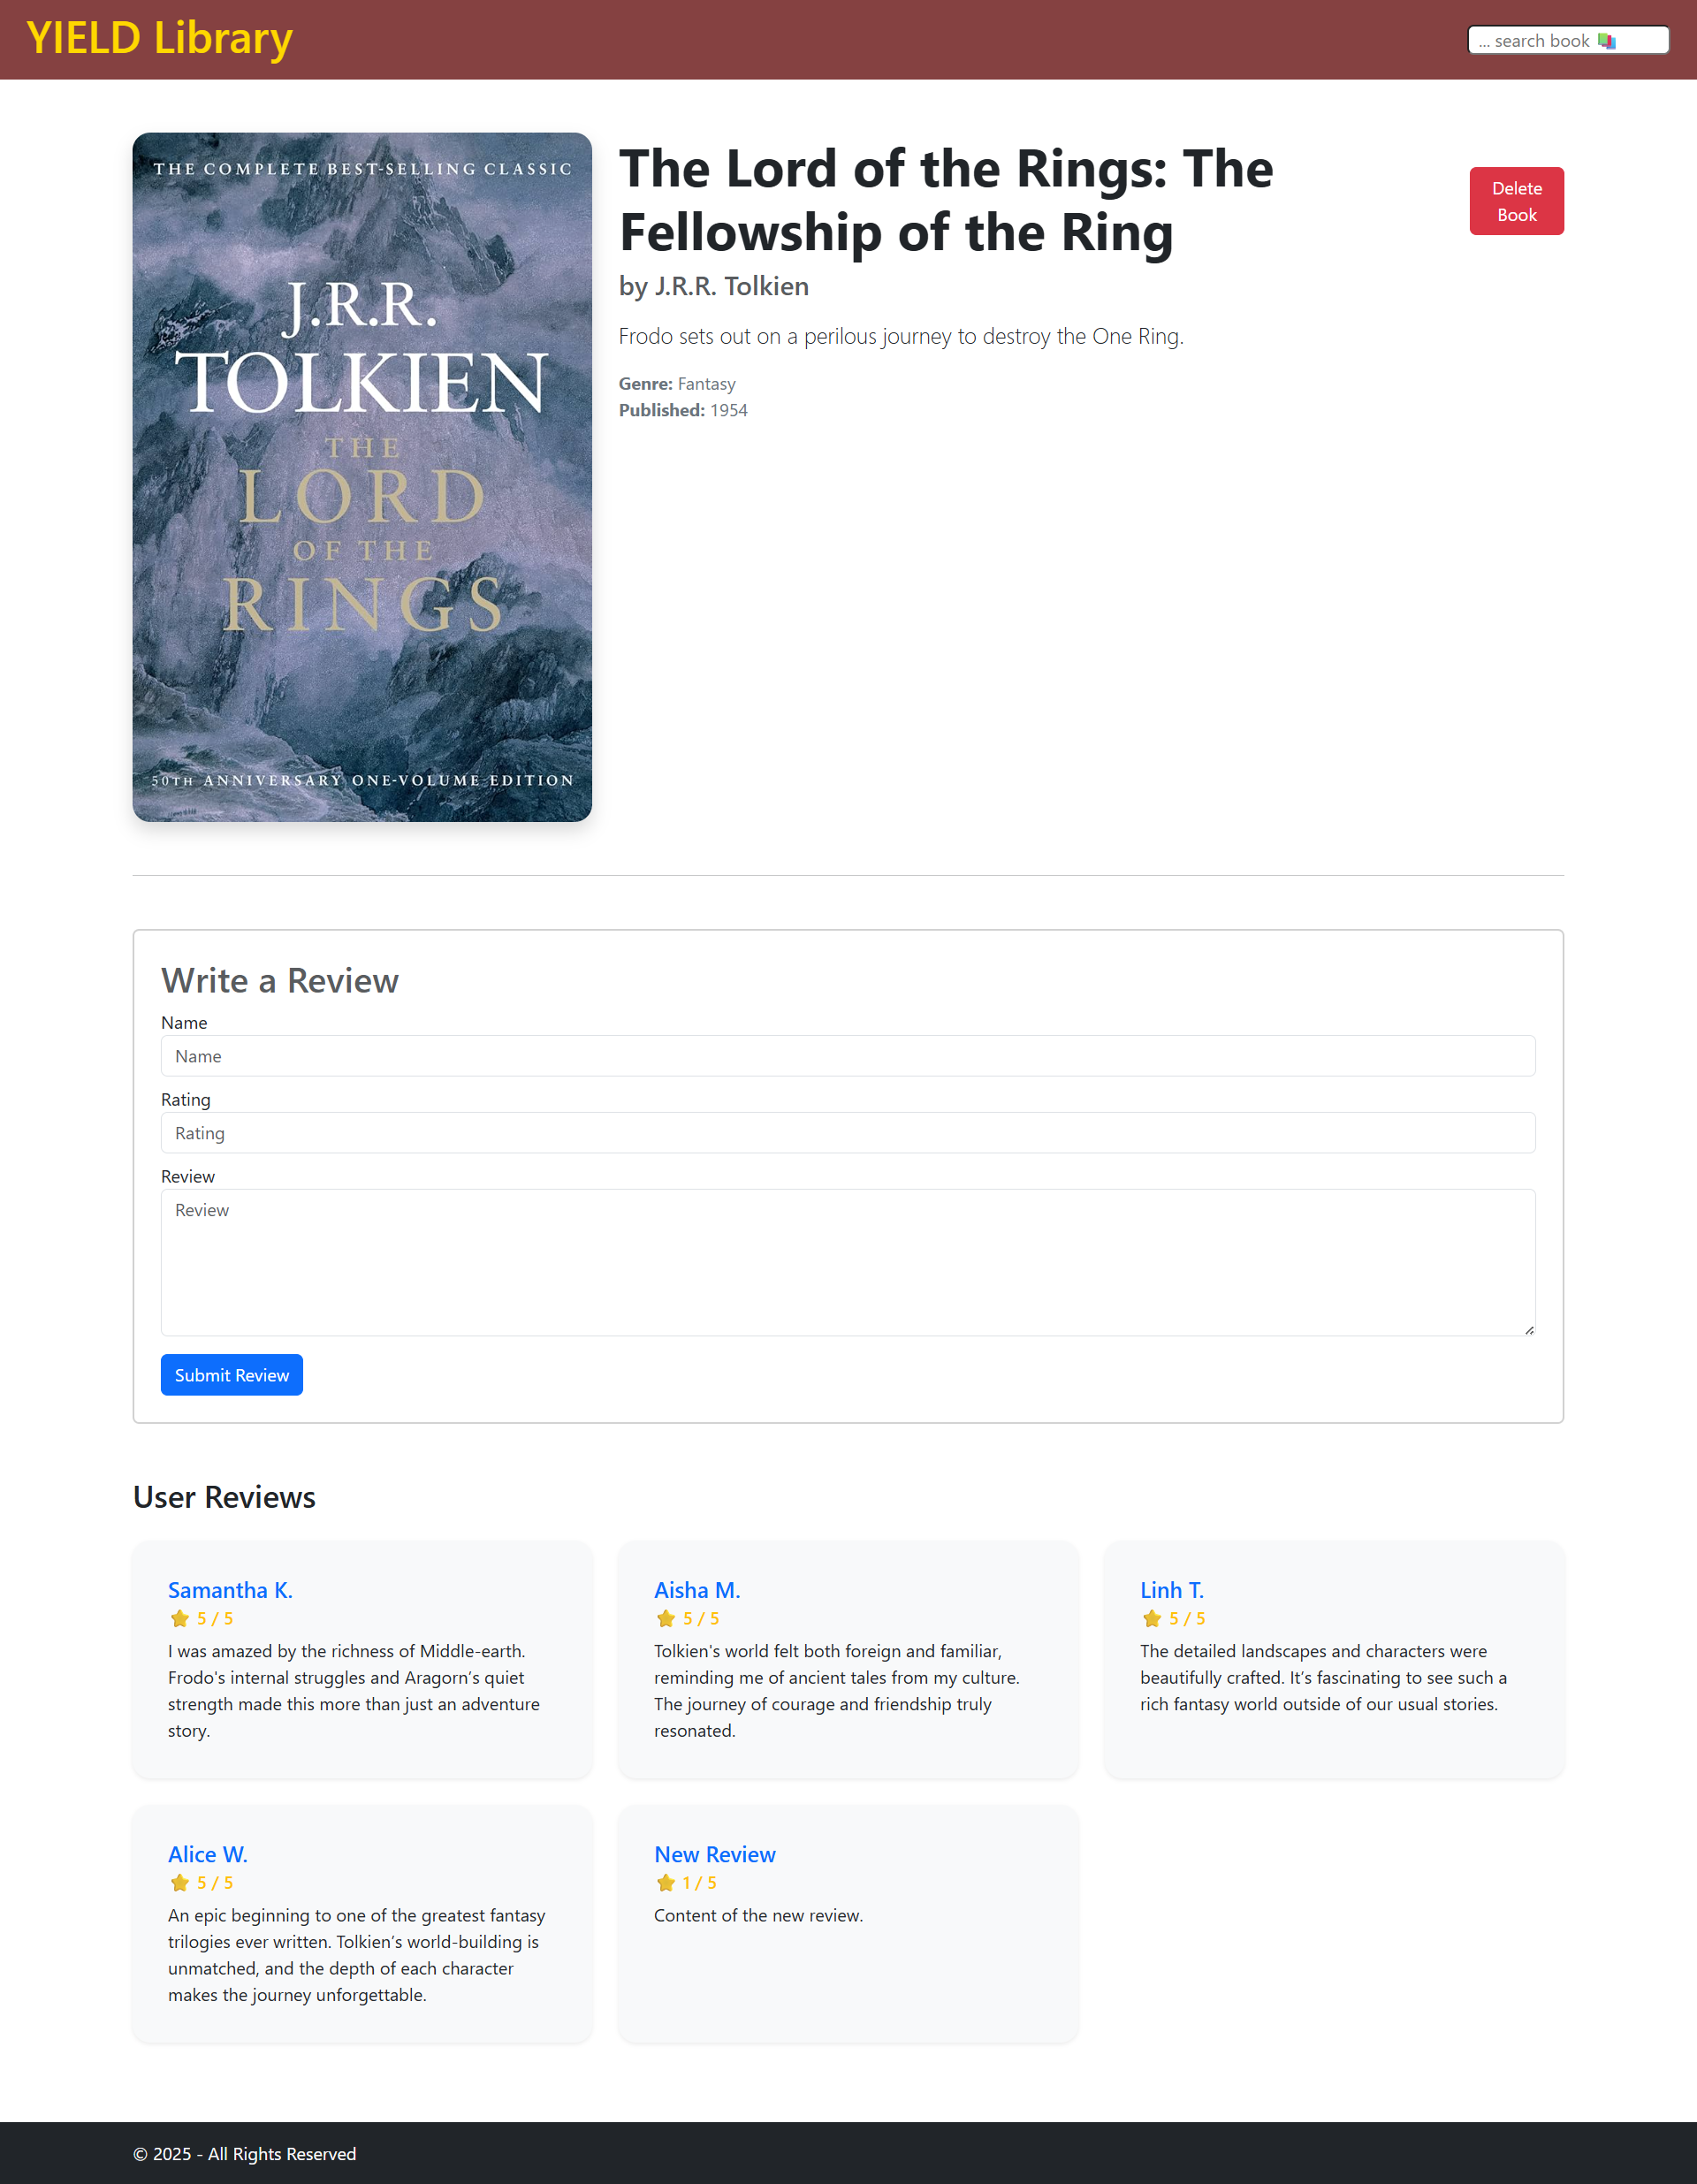 YIELD Library
... search book
THE COMPLETE BEST-SELLING CLASSIC
J.R.R.
TOLKIEN
THE
LORD
OF THE
RINGS
50TH ANNIVERSARY ONE-VOLUME EDITION
The Lord of the Rings: The
Fellowship of the Ring
by J.R.R. Tolkien
Frodo sets out on a perilous journey to destroy the One Ring.
Genre: Fantasy
Published: 1954
Delete
Book
Write a Review
Name
Name
Rating
Rating
Review
Review
Submit Review
User Reviews
Samantha K.
5 / 5
I was amazed by the richness of Middle-earth.
Frodo's internal struggles and Aragorn’s quiet
strength made this more than just an adventure
story.
Aisha M.
5 / 5
Tolkien's world felt both foreign and familiar,
reminding me of ancient tales from my culture.
The journey of courage and friendship truly
resonated.
Linh T.
5 / 5
The detailed landscapes and characters were
beautifully crafted. It’s fascinating to see such a
rich fantasy world outside of our usual stories.
Alice W.
5 / 5
An epic beginning to one of the greatest fantasy
trilogies ever written. Tolkien’s world-building is
unmatched, and the depth of each character
makes the journey unforgettable.
New Review
1 / 5
Content of the new review.
© 2025 - All Rights Reserved